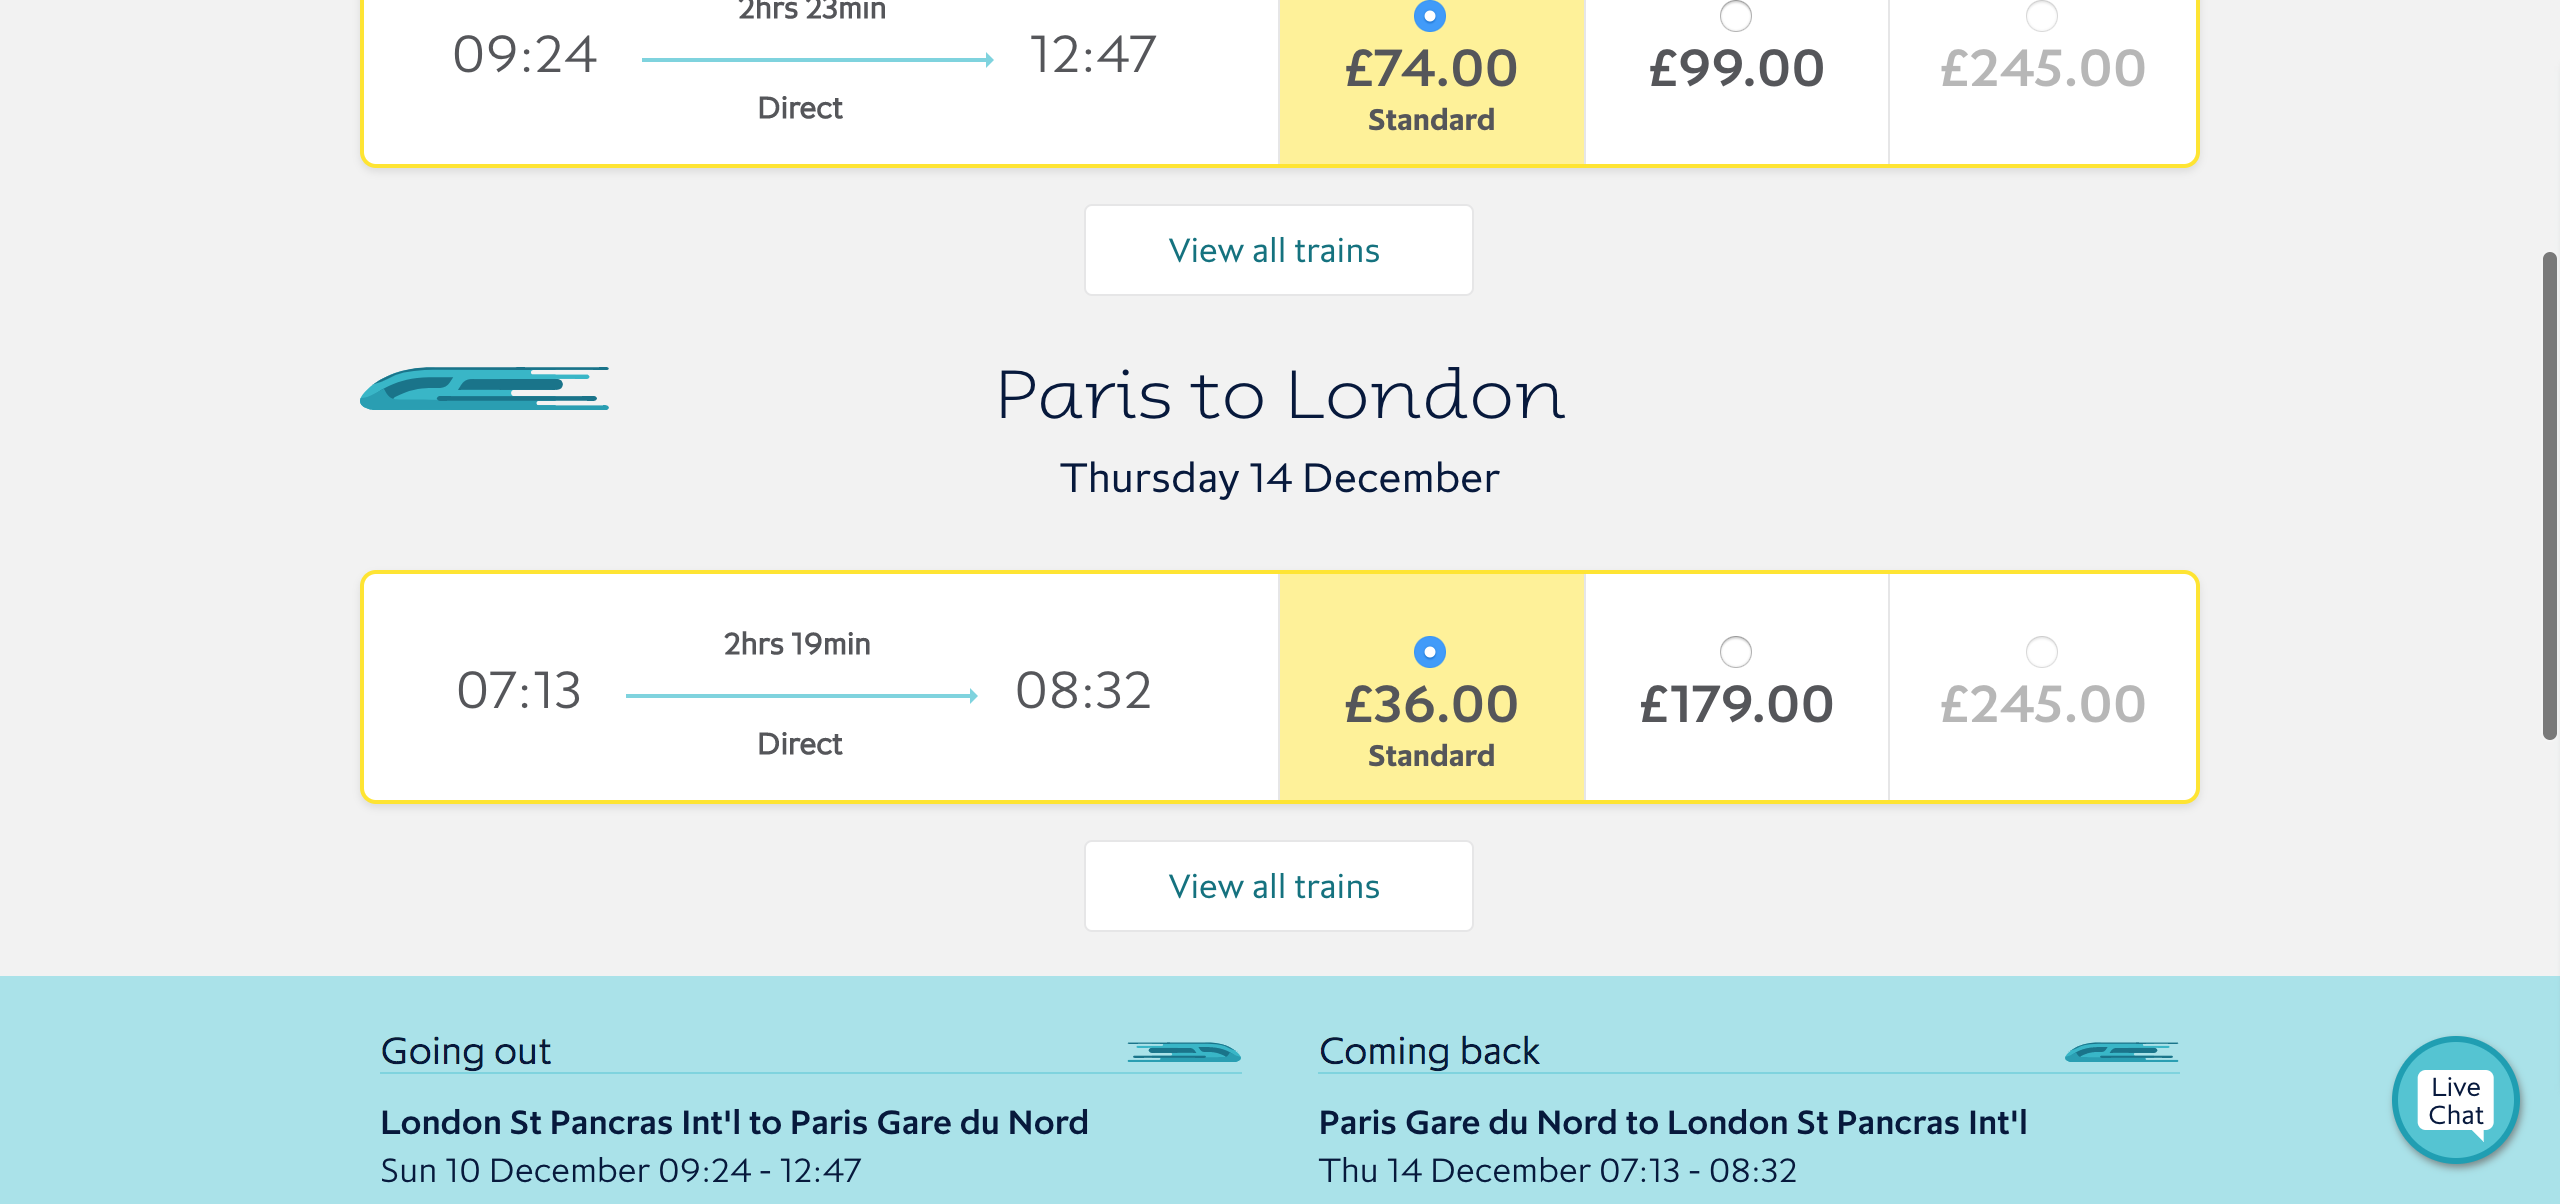 2hrs 23min
09:24
12:47
Direct
£74.00
Standard
£99.00
£245.00
View all trains
Paris to London
Thursday 14 December
2hrs 19min
07:13
08:32
Direct
£36.00
Standard
£179.00
£245.00
View all trains
Going out
London St Pancras Int'l to Paris Gare du Nord
Sun 10 December 09:24 - 12:47
Coming back
Paris Gare du Nord to London St Pancras Int'l
Thu 14 December 07:13 - 08:32
Live
Chat